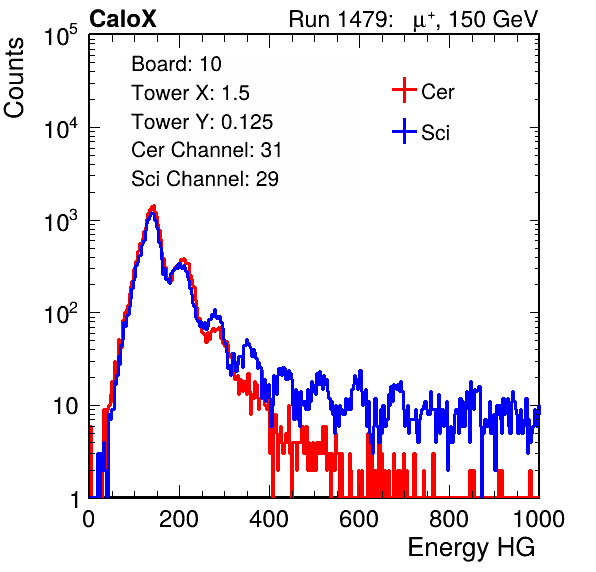 CaloX
Run 1479: μ⁺, 150 GeV
Counts
10⁵
10⁴
10³
10²
10
1
Board: 10
Tower X: 1.5
Tower Y: 0.125
Cer Channel: 31
Sci Channel: 29
Cer
Sci
0 200 400 600 800 1000
Energy HG